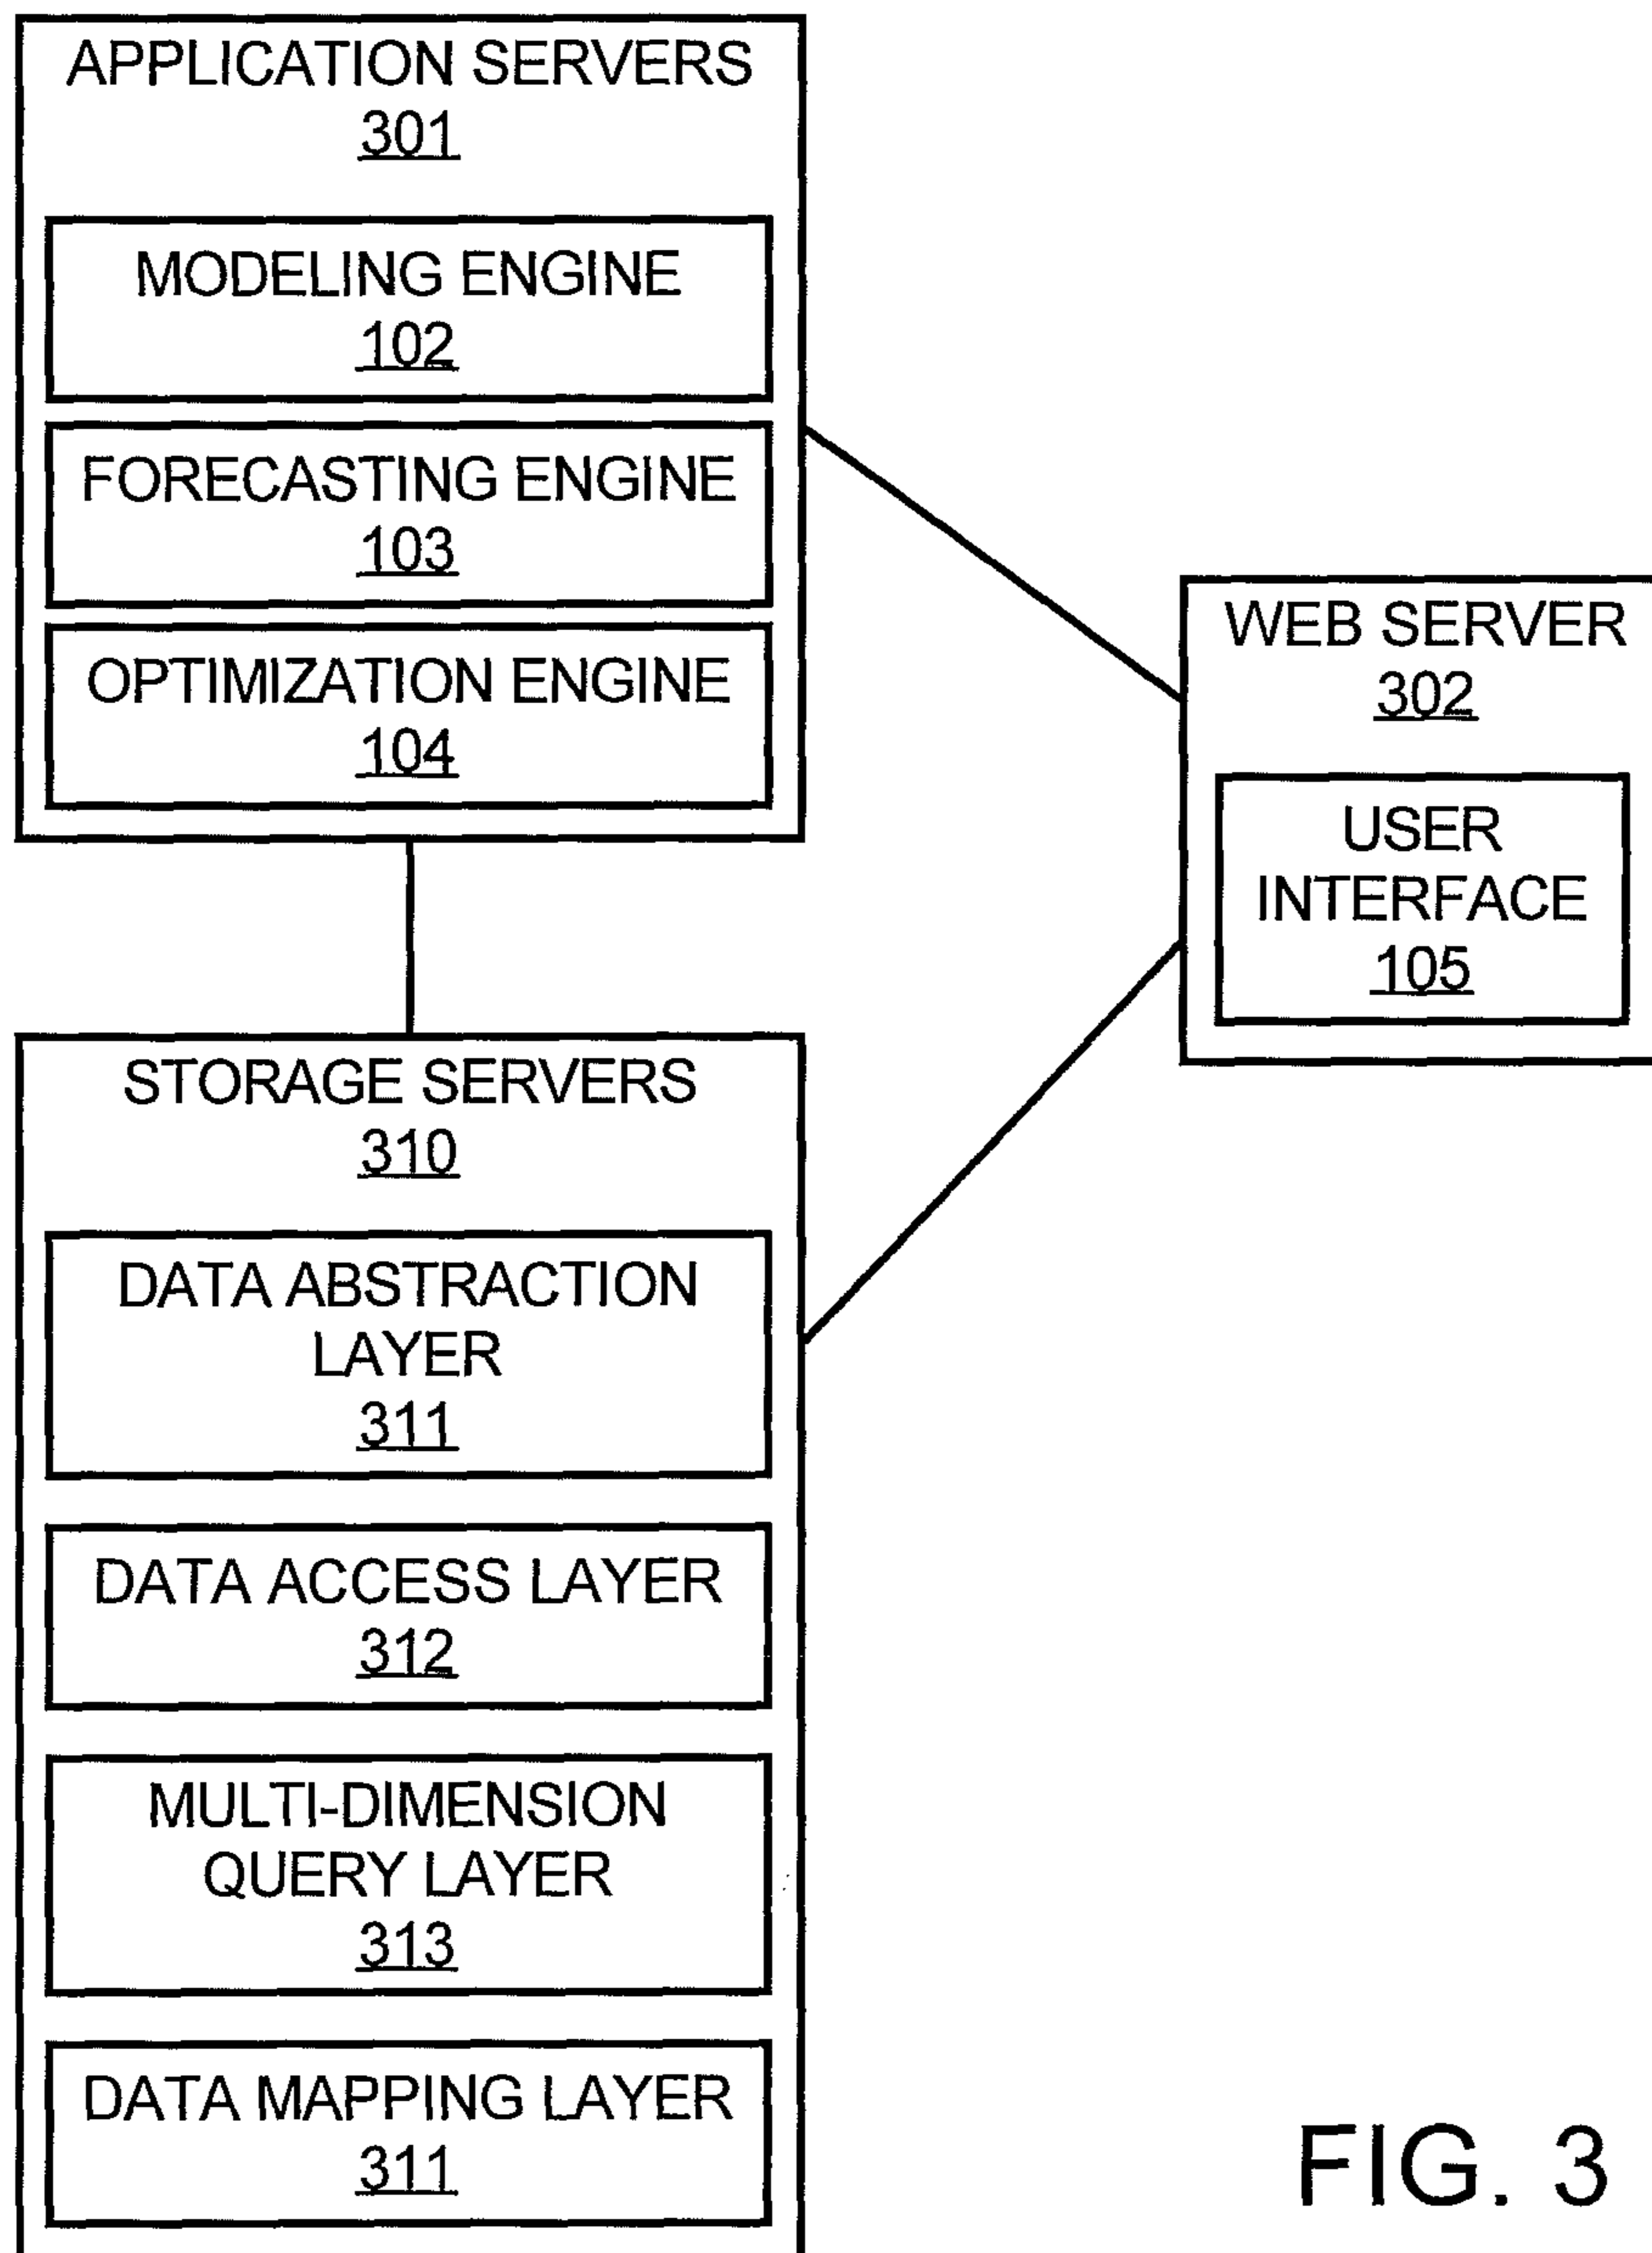 APPLICATION SERVERS
301
MODELING ENGINE
102
FORECASTING ENGINE
103
OPTIMIZATION ENGINE
104
WEB SERVER
302
USER
INTERFACE
105
STORAGE SERVERS
310
DATA ABSTRACTION
LAYER
311
DATA ACCESS LAYER
312
MULTI-DIMENSION
QUERY LAYER
313
DATA MAPPING LAYER
311
FIG. 3